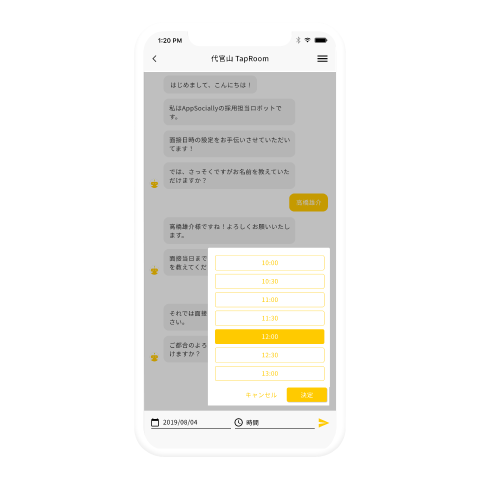 1:20 PM
代官山 TapRoom
はじめまして、こんにちは！
私はAppSociallyの採用担当ロボットで
す。
面接日時の設定をお手伝いさせていただい
てます！
では、さっそくですがお名前を教えていた
だけますか？
高橋雄介
高橋雄介様ですね！よろしくお願いいたし
ます。
面接当日まで
を教えてくだ
それでは面接
さい。
ご都合のよろ
けますか？
10:00
10:30
11:00
11:30
12:00
12:30
13:00
キャンセル
決定
2019/08/04
時間